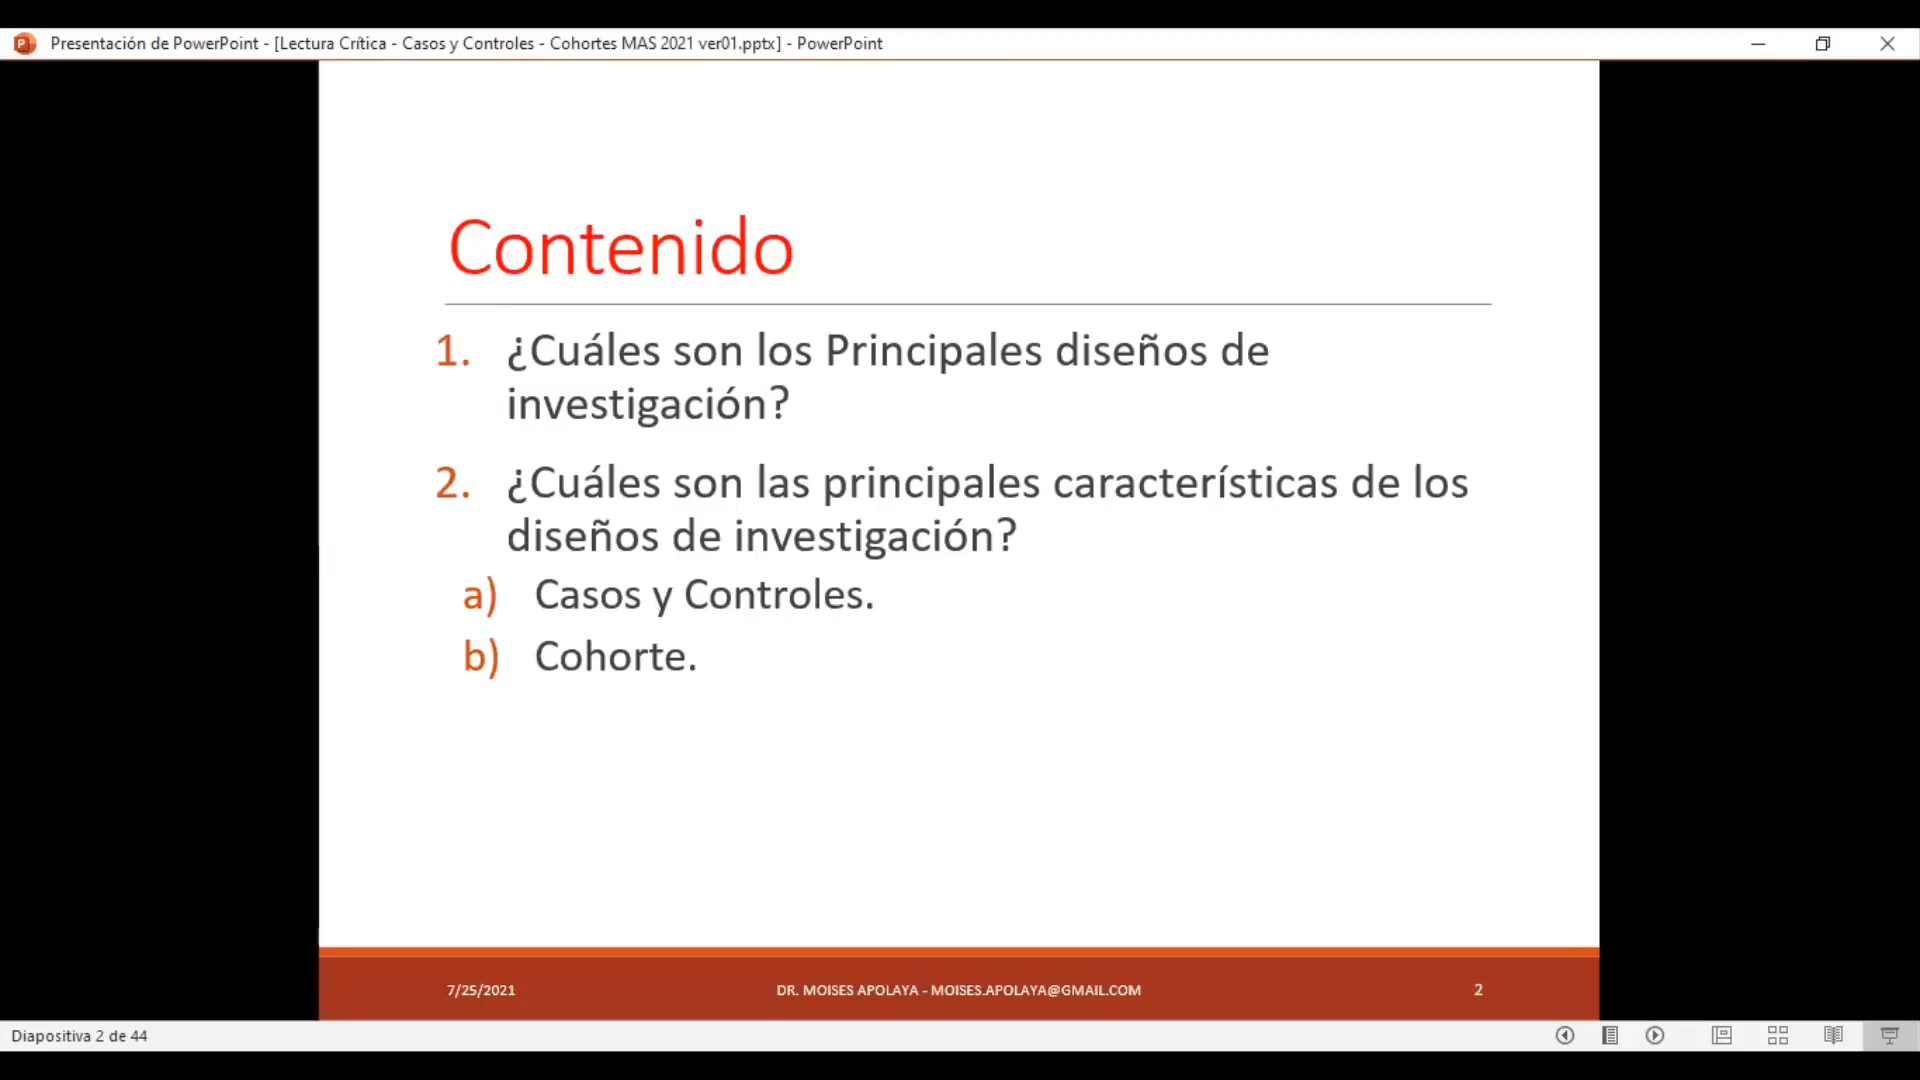 Presentación de PowerPoint - [Lectura Crítica - Casos y Controles - Cohortes MAS 2021 ver01.pptx] - PowerPoint
Contenido
1. ¿Cuáles son los Principales diseños de
investigación?
2. ¿Cuáles son las principales características de los
diseños de investigación?
a) Casos y Controles.
b) Cohorte.
7/25/2021 DR. MOISES APOLAYA - MOISES.APOLAYA@GMAIL.COM 2
Diapositiva 2 de 44